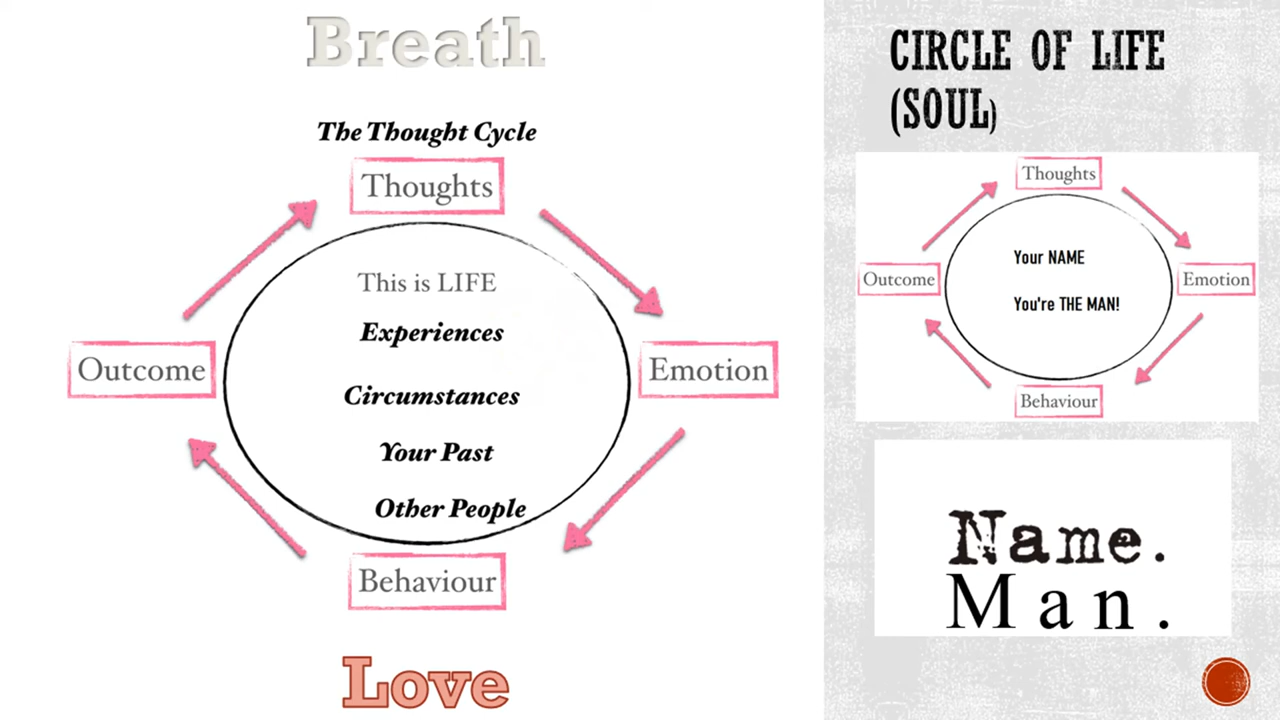 Breath
The Thought Cycle
Thoughts
This is LIFE
Experiences
Outcome
Emotion
Circumstances
Your Past
Other People
Behaviour
Love
CIRCLE OF LIFE
(SOUL)
Thoughts
Your NAME
Outcome
Emotion
You're THE MAN!
Behaviour
Name.
Man.